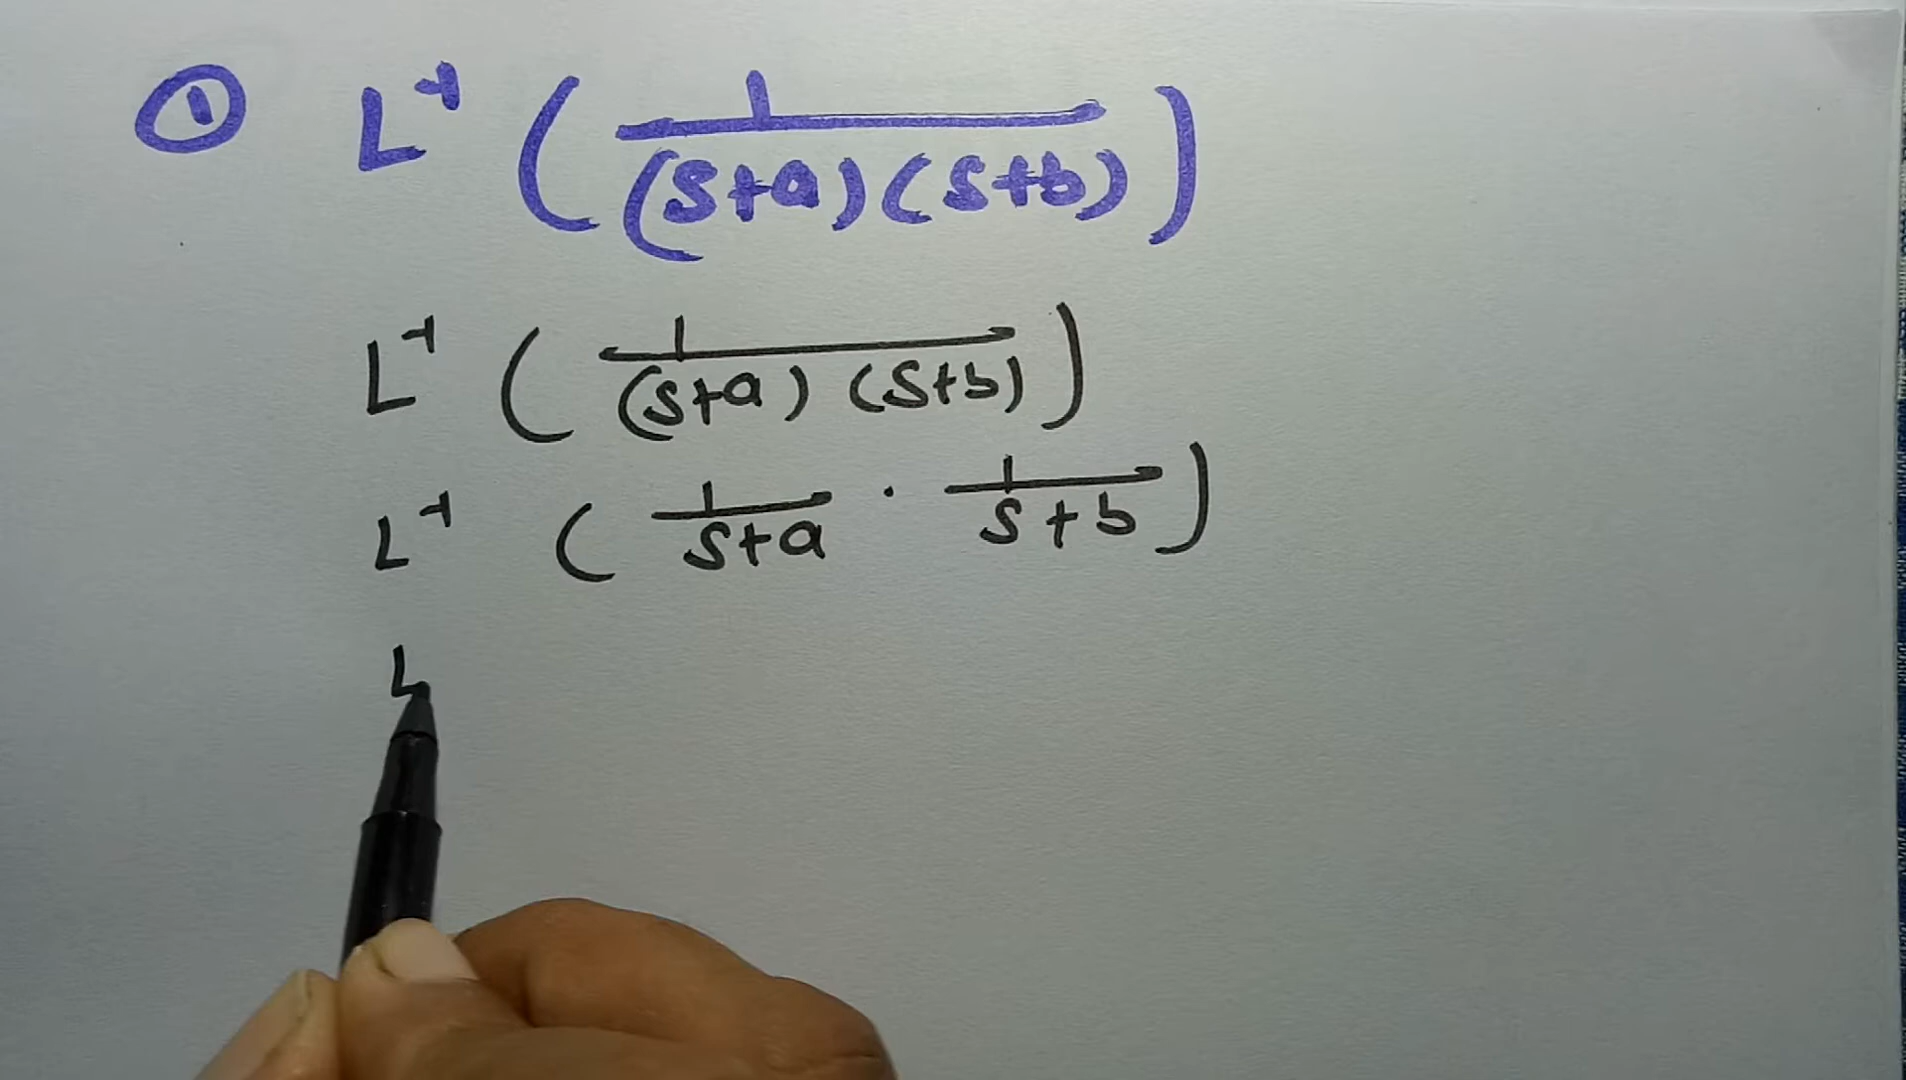 ① L⁻¹ ( 1 / (s+a)(s+b) )
L⁻¹ ( 1 / (s+a) (s+b) )
L⁻¹ ( 1 / s+a · 1 / s+b )
L